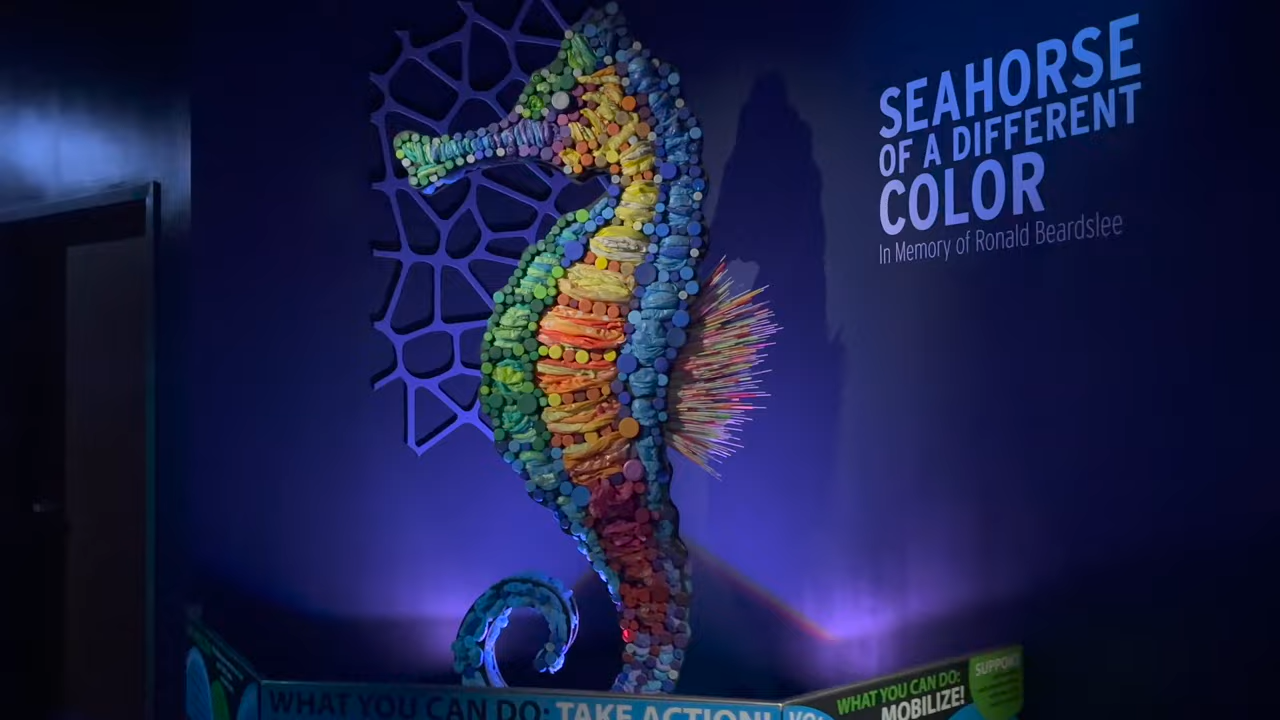 SEAHORSE
OF A DIFFERENT
COLOR
In Memory of Ronald Beardslee
WHAT YOU CAN DO: TAKE ACTION!
WHAT YOU CAN DO:
MOBILIZE!
SUPPORT